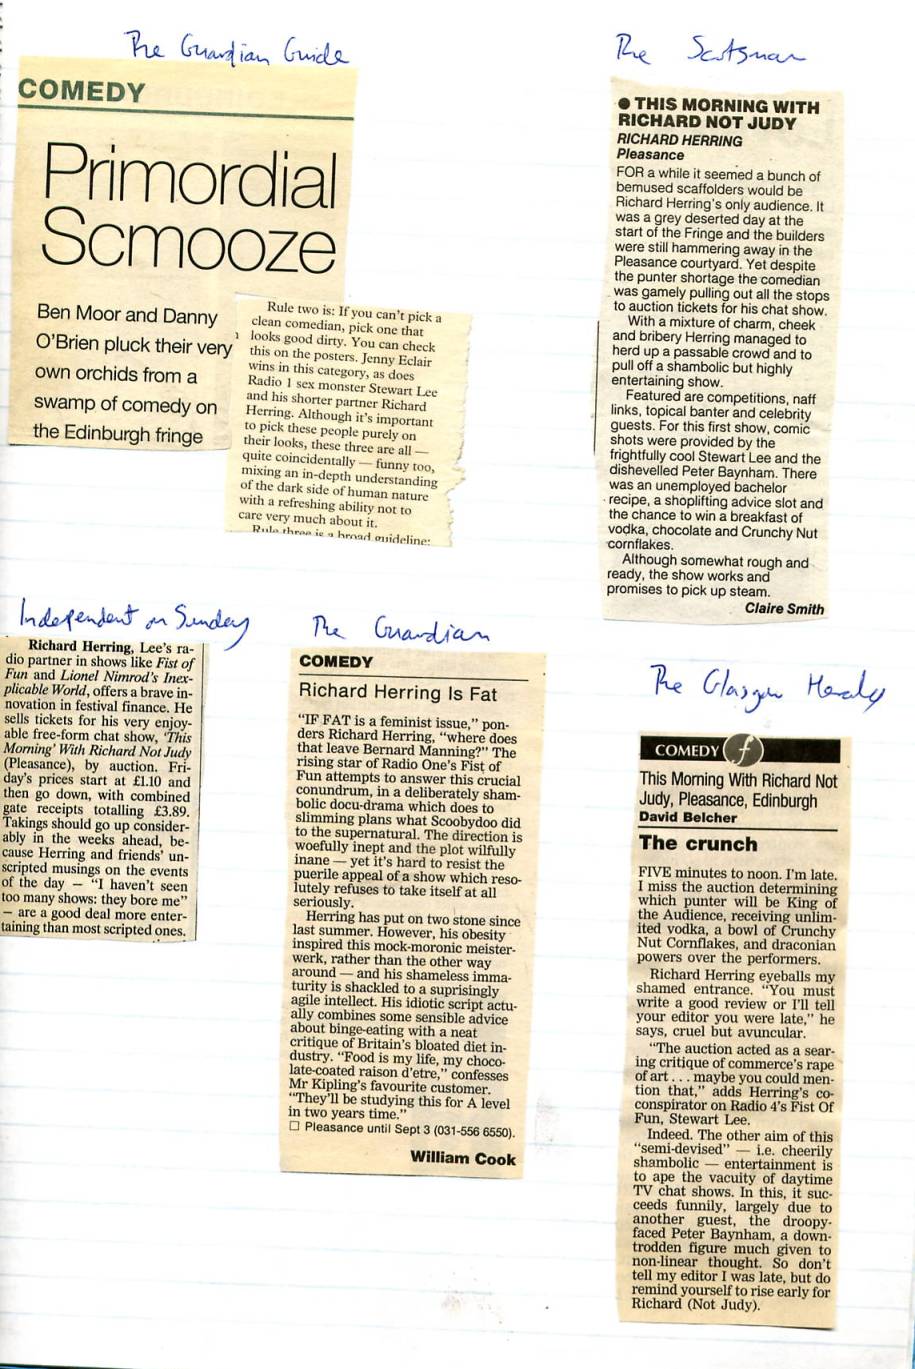 The Guardian Guide
COMEDY
Primordial
Scmooze
Ben Moor and Danny
O'Brien pluck their very
own orchids from a
swamp of comedy on
the Edinburgh fringe
Rule two is: If you can't pick a
clean comedian, pick one that
looks good dirty. You can check
this on the posters. Jenny Eclair
wins in this category, as does
Radio 1 sex monster Stewart Lee
and his shorter partner Richard
Herring. Although it's important
to pick these people purely on
their looks, these three are all —
quite coincidentally — funny too,
mixing an in-depth understanding
of the dark side of human nature
with a refreshing ability not to
care very much about it.
Rule three is a broad guideline:
The Scotsman
● THIS MORNING WITH
RICHARD NOT JUDY
RICHARD HERRING
Pleasance
FOR a while it seemed a bunch of
bemused scaffolders would be
Richard Herring's only audience. It
was a grey deserted day at the
start of the Fringe and the builders
were still hammering away in the
Pleasance courtyard. Yet despite
the punter shortage the comedian
was gamely pulling out all the stops
to auction tickets for his chat show.
With a mixture of charm, cheek
and bribery Herring managed to
herd up a passable crowd and to
pull off a shambolic but highly
entertaining show.
Featured are competitions, naff
links, topical banter and celebrity
guests. For this first show, comic
shots were provided by the
frightfully cool Stewart Lee and the
dishevelled Peter Baynham. There
was an unemployed bachelor
recipe, a shoplifting advice slot and
the chance to win a breakfast of
vodka, chocolate and Crunchy Nut
cornflakes.
Although somewhat rough and
ready, the show works and
promises to pick up steam.
Claire Smith
Independent on Sunday
Richard Herring, Lee's ra-
dio partner in shows like Fist of
Fun and Lionel Nimrod's Inex-
plicable World, offers a brave in-
novation in festival finance. He
sells tickets for his very enjoy-
able free-form chat show, 'This
Morning' With Richard Not Judy
(Pleasance), by auction. Fri-
day's prices start at £1.10 and
then go down, with combined
gate receipts totalling £3.89.
Takings should go up consider-
ably in the weeks ahead, be-
cause Herring and friends' un-
scripted musings on the events
of the day – "I haven't seen
too many shows: they bore me"
– are a good deal more enter-
taining than most scripted ones.
The Guardian
COMEDY
Richard Herring Is Fat
"IF FAT is a feminist issue," pon-
ders Richard Herring, "where does
that leave Bernard Manning?" The
rising star of Radio One's Fist of
Fun attempts to answer this crucial
conundrum, in a deliberately sham-
bolic docu-drama which does to
slimming plans what Scoobydoo did
to the supernatural. The direction is
woefully inept and the plot wilfully
inane — yet it's hard to resist the
puerile appeal of a show which reso-
lutely refuses to take itself at all
seriously.
Herring has put on two stone since
last summer. However, his obesity
inspired this mock-moronic meister-
werk, rather than the other way
around — and his shameless imma-
turity is shackled to a suprisingly
agile intellect. His idiotic script actu-
ally combines some sensible advice
about binge-eating with a neat
critique of Britain's bloated diet in-
dustry. "Food is my life, my choco-
late-coated raison d'etre," confesses
Mr Kipling's favourite customer.
"They'll be studying this for A level
in two years time."
☐ Pleasance until Sept 3 (031-556 6550).
William Cook
The Glasgow Herald
COMEDY f
This Morning With Richard Not
Judy, Pleasance, Edinburgh
David Belcher
The crunch
FIVE minutes to noon. I'm late.
I miss the auction determining
which punter will be King of
the Audience, receiving unlim-
ited vodka, a bowl of Crunchy
Nut Cornflakes, and draconian
powers over the performers.
Richard Herring eyeballs my
shamed entrance. "You must
write a good review or I'll tell
your editor you were late," he
says, cruel but avuncular.
"The auction acted as a sear-
ing critique of commerce's rape
of art . . . maybe you could men-
tion that," adds Herring's co-
conspirator on Radio 4's Fist Of
Fun, Stewart Lee.
Indeed. The other aim of this
"semi-devised" — i.e. cheerily
shambolic — entertainment is
to ape the vacuity of daytime
TV chat shows. In this, it suc-
ceeds funnily, largely due to
another guest, the droopy-
faced Peter Baynham, a down-
trodden figure much given to
non-linear thought. So don't
tell my editor I was late, but do
remind yourself to rise early for
Richard (Not Judy).